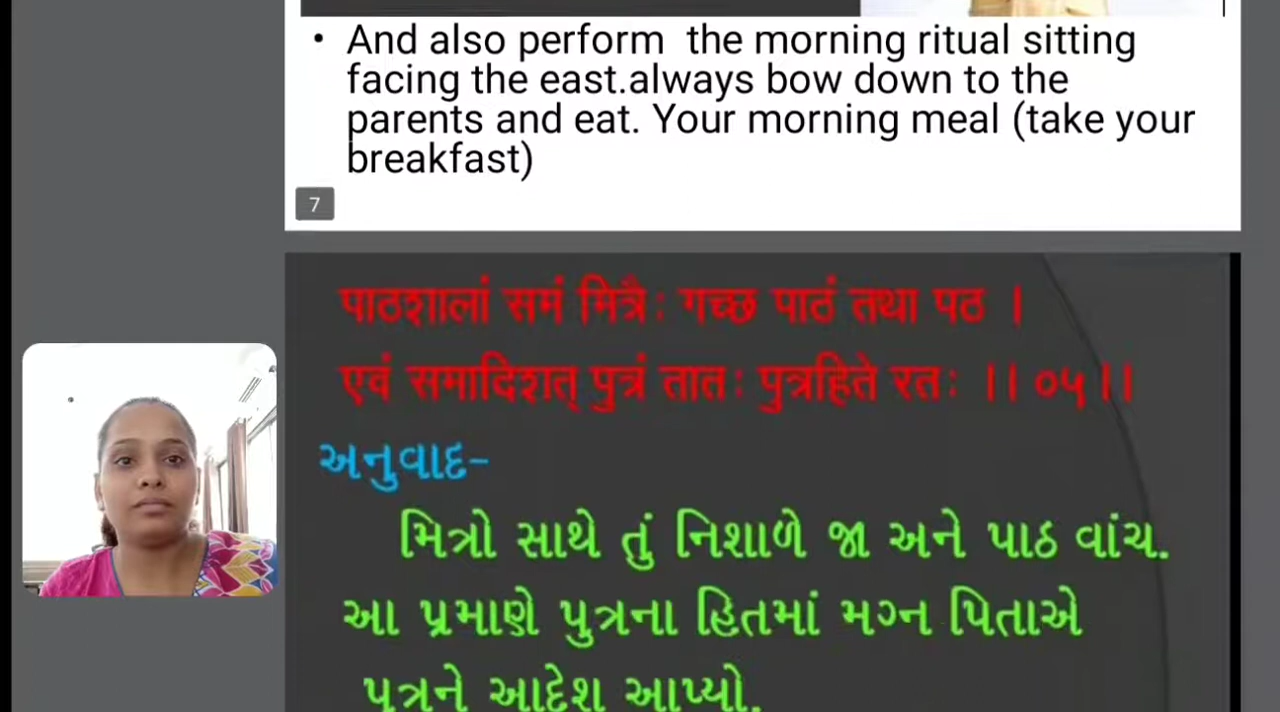 • And also perform the morning ritual sitting
facing the east.always bow down to the
parents and eat. Your morning meal (take your
breakfast)
7
पाठशालां समं मित्रैः गच्छ पाठं तथा पठ ।
एवं समादिशत् पुत्रं तातः पुत्रहिते रतः ।। ०५ ।।
અનુવાદ-
મિત્રો સાથે તું નિશાળે જા અને પાઠ વાંચ.
આ પ્રમાણે પુત્રના હિતમાં મગ્ન પિતાએ
પુત્રને આદેશ આપ્યો.